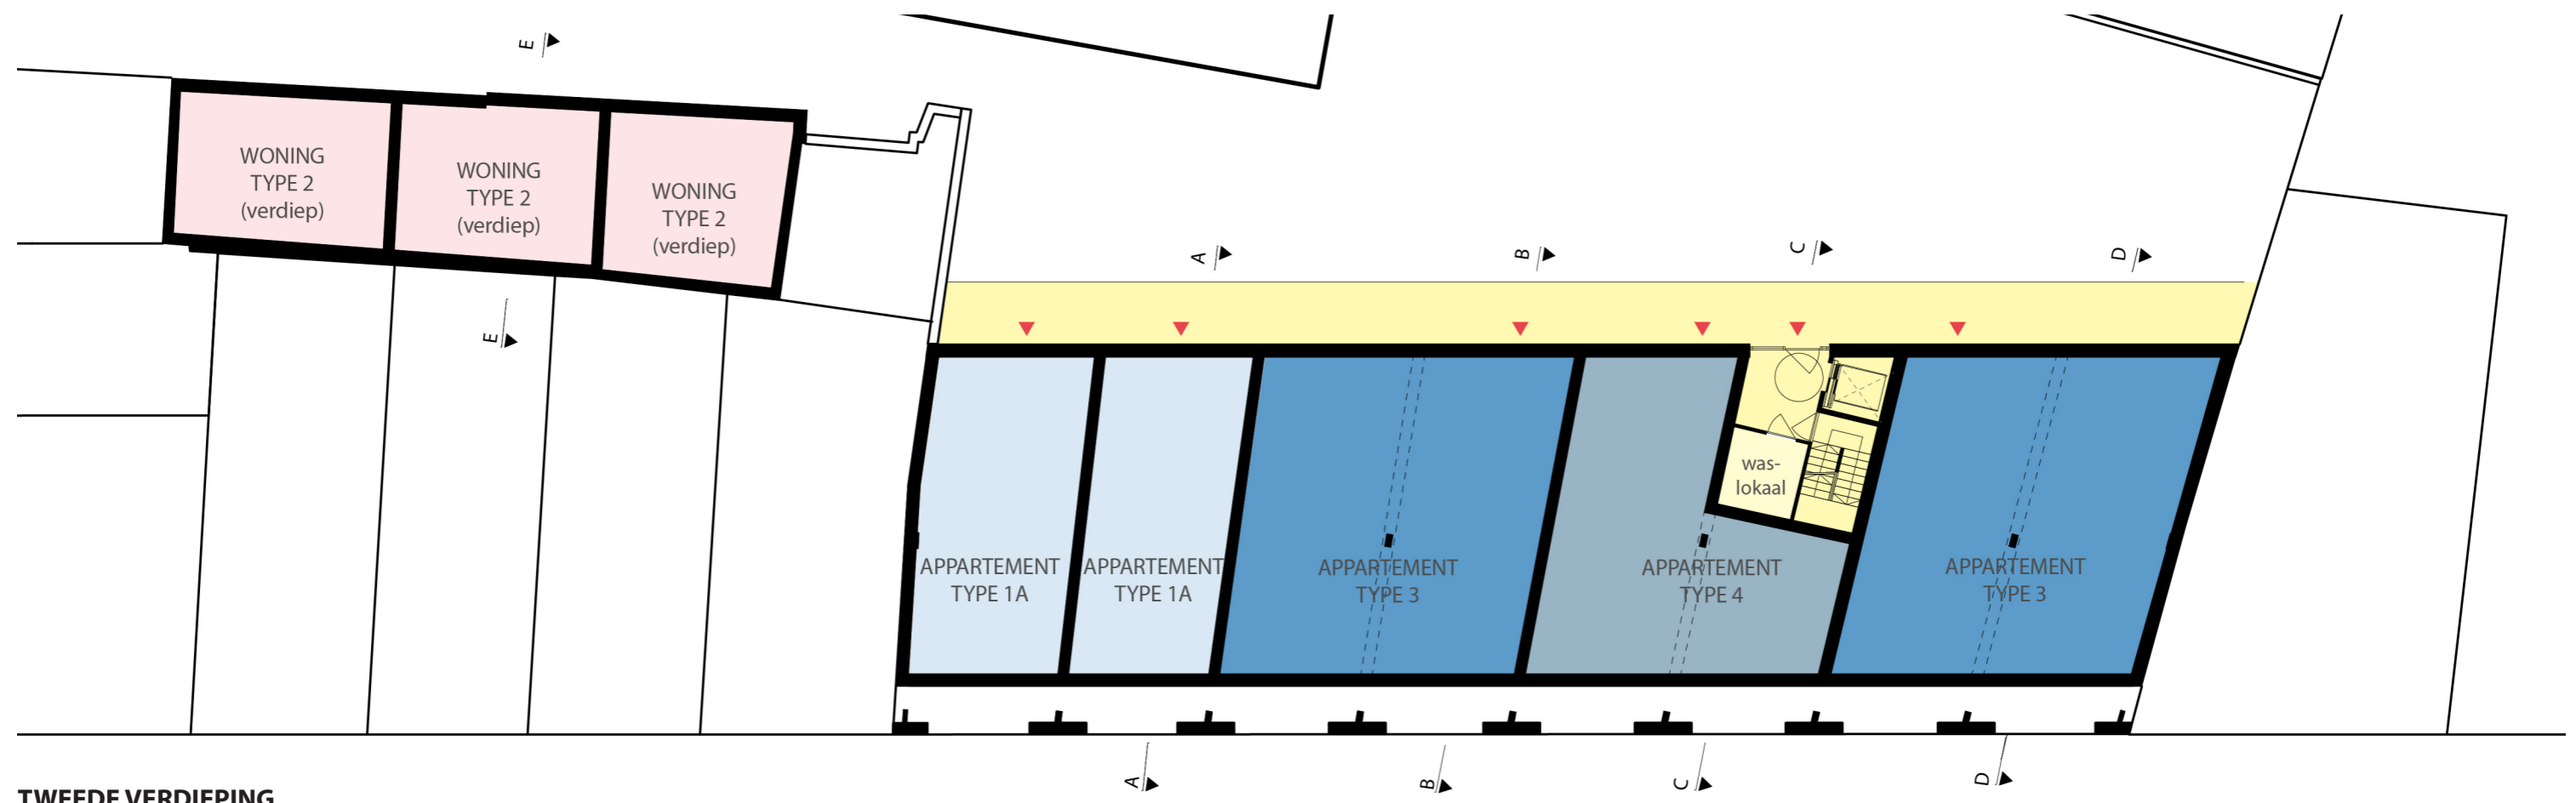 E
WONING
TYPE 2
(verdiep)
WONING
TYPE 2
(verdiep)
WONING
TYPE 2
(verdiep)
E
A
B
C
D
was-
lokaal
APPARTEMENT
TYPE 1A
APPARTEMENT
TYPE 1A
APPARTEMENT
TYPE 3
APPARTEMENT
TYPE 4
APPARTEMENT
TYPE 3
A
B
C
D
TWEEDE VERDIEPING